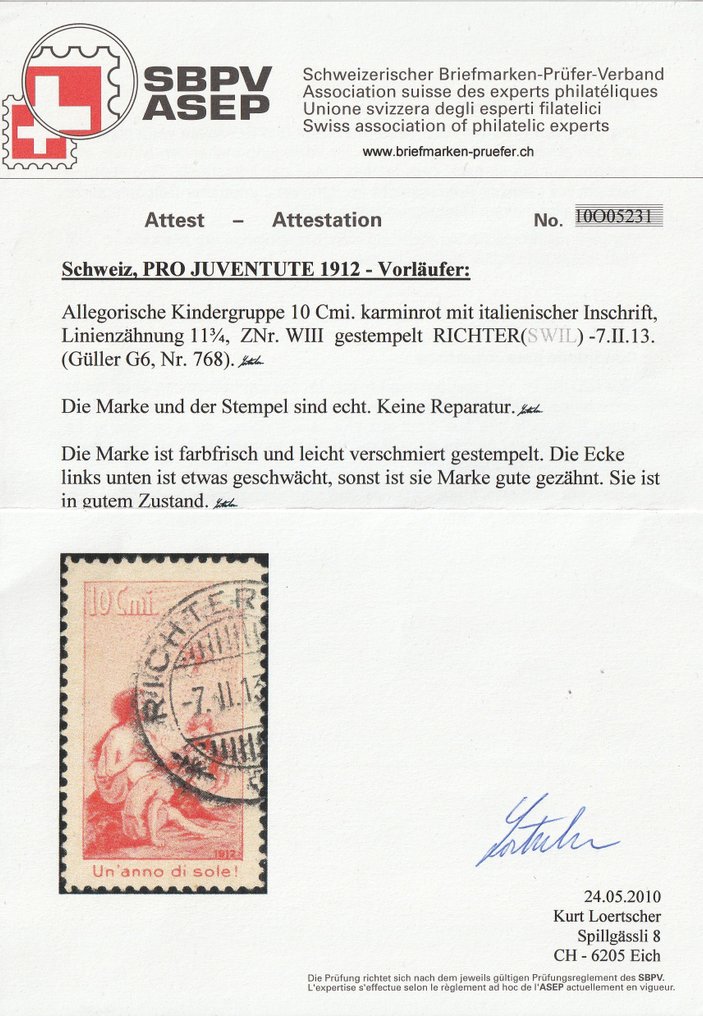 SBPV
ASEP
Schweizerischer Briefmarken-Prüfer-Verband
Association suisse des experts philatéliques
Unione svizzera degli esperti filatelici
Swiss association of philatelic experts
www.briefmarken-pruefer.ch
Attest – Attestation No. 10O05231
Schweiz, PRO JUVENTUTE 1912 - Vorläufer:
Allegorische Kindergruppe 10 Cmi. karminrot mit italienischer Inschrift,
Linienzähnung 11¾, ZNr. WIII gestempelt RICHTER(SWIL) -7.II.13.
(Güller G6, Nr. 768).
Die Marke und der Stempel sind echt. Keine Reparatur.
Die Marke ist farbfrisch und leicht verschmiert gestempelt. Die Ecke
links unten ist etwas geschwächt, sonst ist sie Marke gute gezähnt. Sie ist
in gutem Zustand.
10 Cmi.
RICHTER
-7.II.13
1912
Un'anno di sole!
24.05.2010
Kurt Loertscher
Spillgässli 8
CH - 6205 Eich
Die Prüfung richtet sich nach dem jeweils gültigen Prüfungsreglement des SBPV.
L'expertise s'effectue selon le règlement ad hoc de l'ASEP actuellement en vigueur.